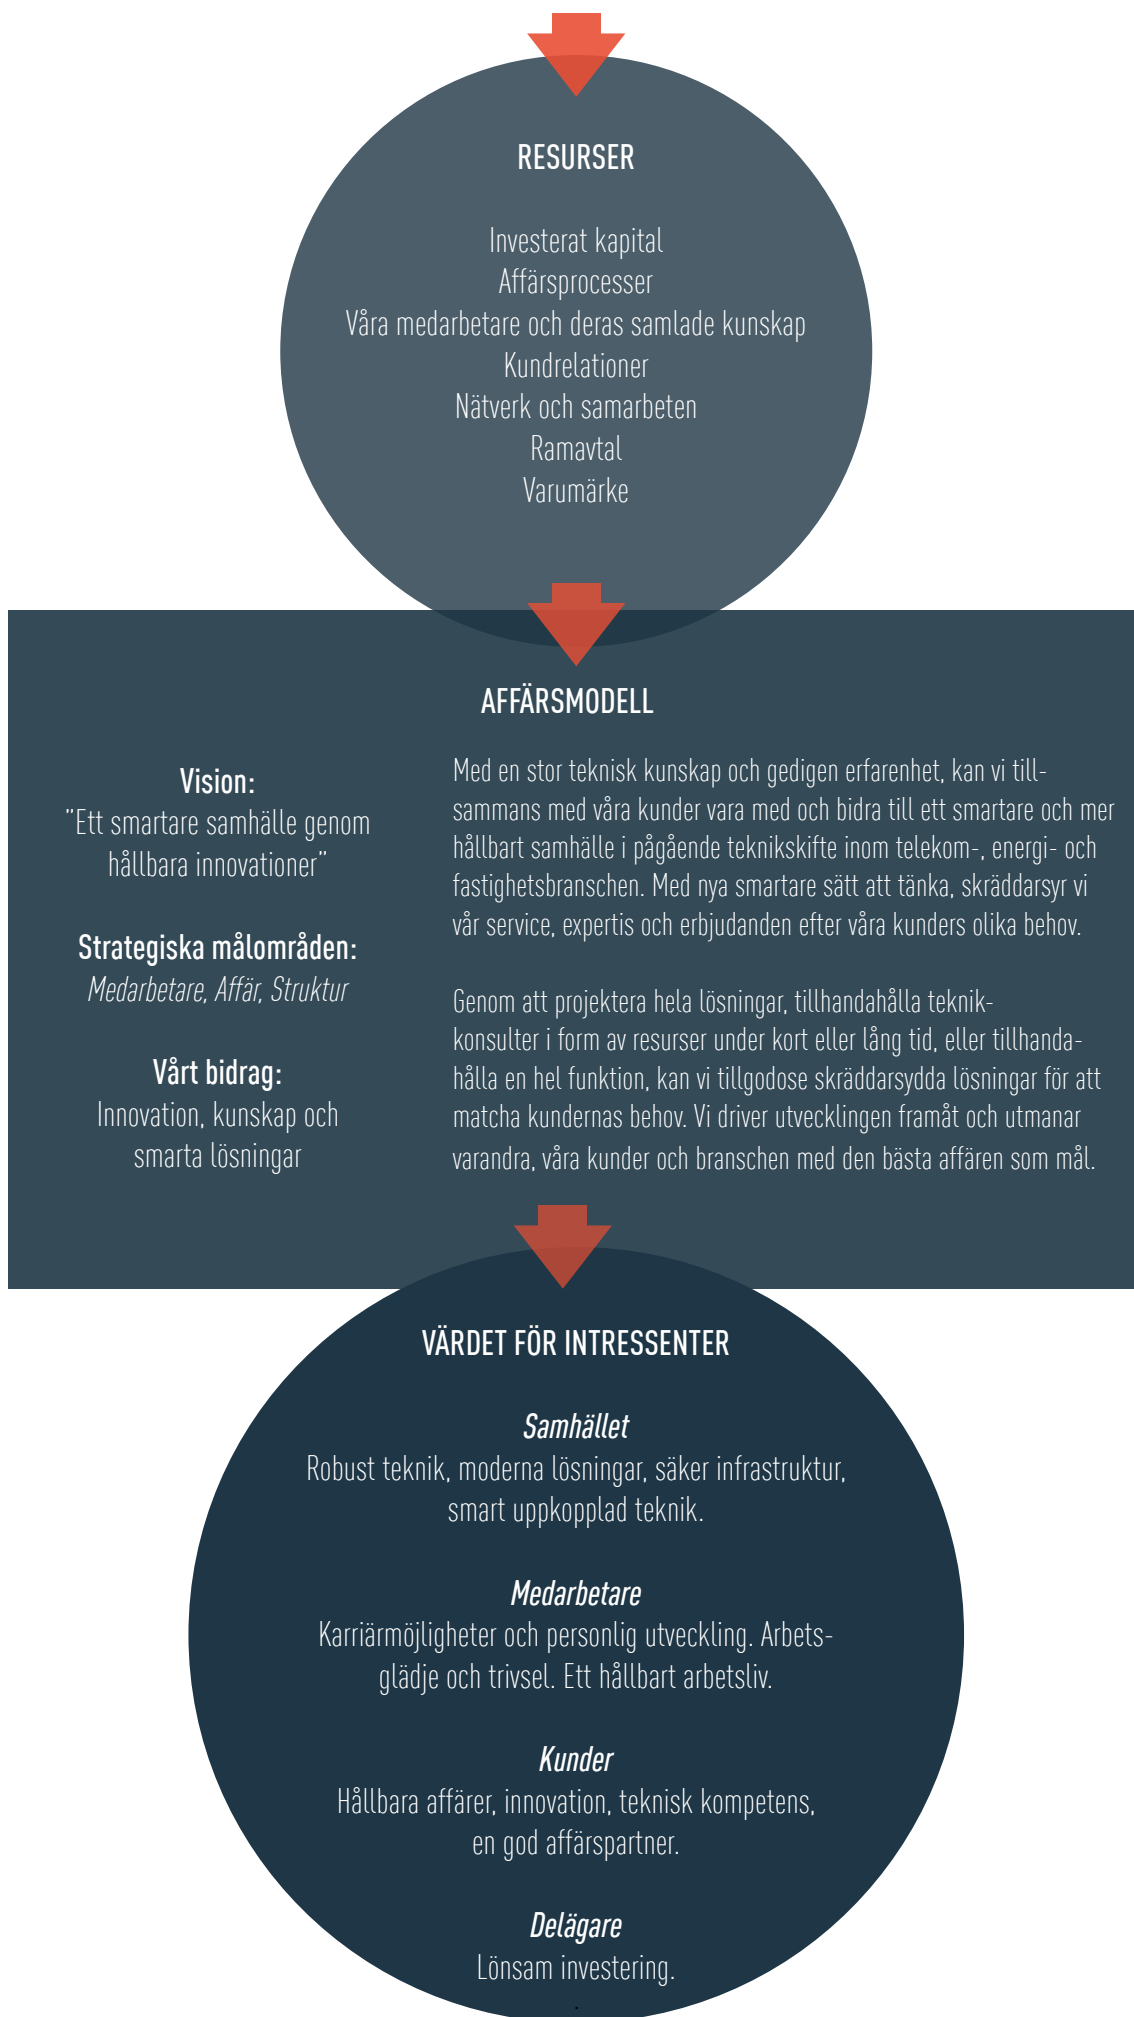 RESURSER
Investerat kapital
Affärsprocesser
Våra medarbetare och deras samlade kunskap
Kundrelationer
Nätverk och samarbeten
Ramavtal
Varumärke
AFFÄRSMODELL
Vision:
”Ett smartare samhälle genom
hållbara innovationer”
Strategiska målområden:
Medarbetare, Affär, Struktur
Vårt bidrag:
Innovation, kunskap och
smarta lösningar
Med en stor teknisk kunskap och gedigen erfarenhet, kan vi till-
sammans med våra kunder vara med och bidra till ett smartare och mer
hållbart samhälle i pågående teknikskifte inom telekom-, energi- och
fastighetsbranschen. Med nya smartare sätt att tänka, skräddarsyr vi
vår service, expertis och erbjudanden efter våra kunders olika behov.
Genom att projektera hela lösningar, tillhandahålla teknik-
konsulter i form av resurser under kort eller lång tid, eller tillhanda-
hålla en hel funktion, kan vi tillgodose skräddarsydda lösningar för att
matcha kundernas behov. Vi driver utvecklingen framåt och utmanar
varandra, våra kunder och branschen med den bästa affären som mål.
VÄRDET FÖR INTRESSENTER
Samhället
Robust teknik, moderna lösningar, säker infrastruktur,
smart uppkopplad teknik.
Medarbetare
Karriärmöjligheter och personlig utveckling. Arbets-
glädje och trivsel. Ett hållbart arbetsliv.
Kunder
Hållbara affärer, innovation, teknisk kompetens,
en god affärspartner.
Delägare
Lönsam investering.
.